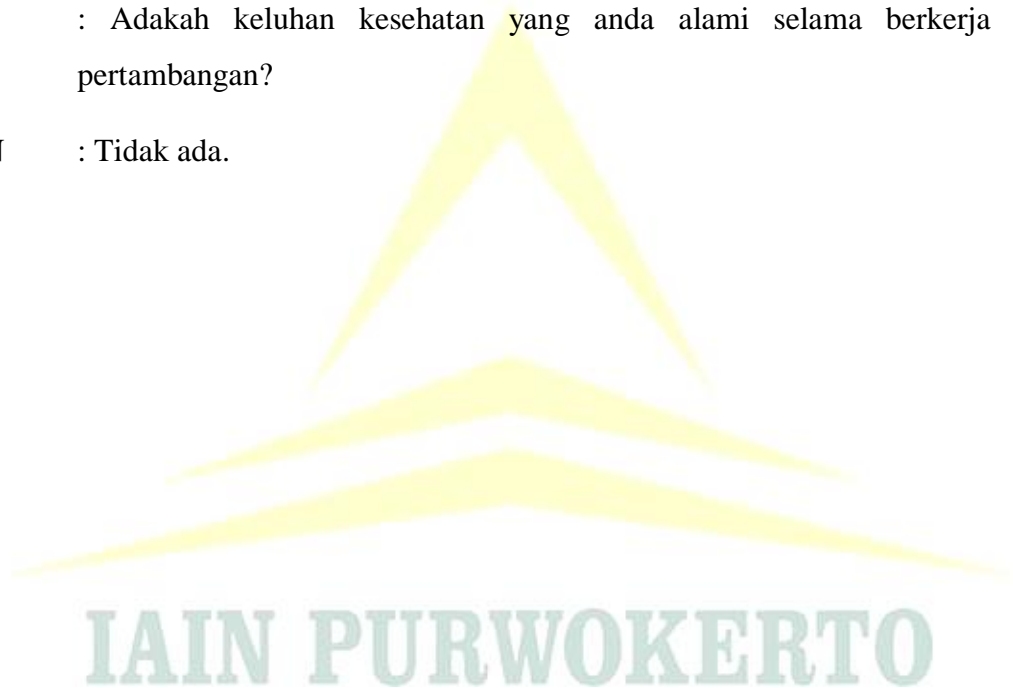 : Adakah keluhan kesehatan yang anda alami selama berkerja
pertambangan?
: Tidak ada.
IAIN PURWOKERTO